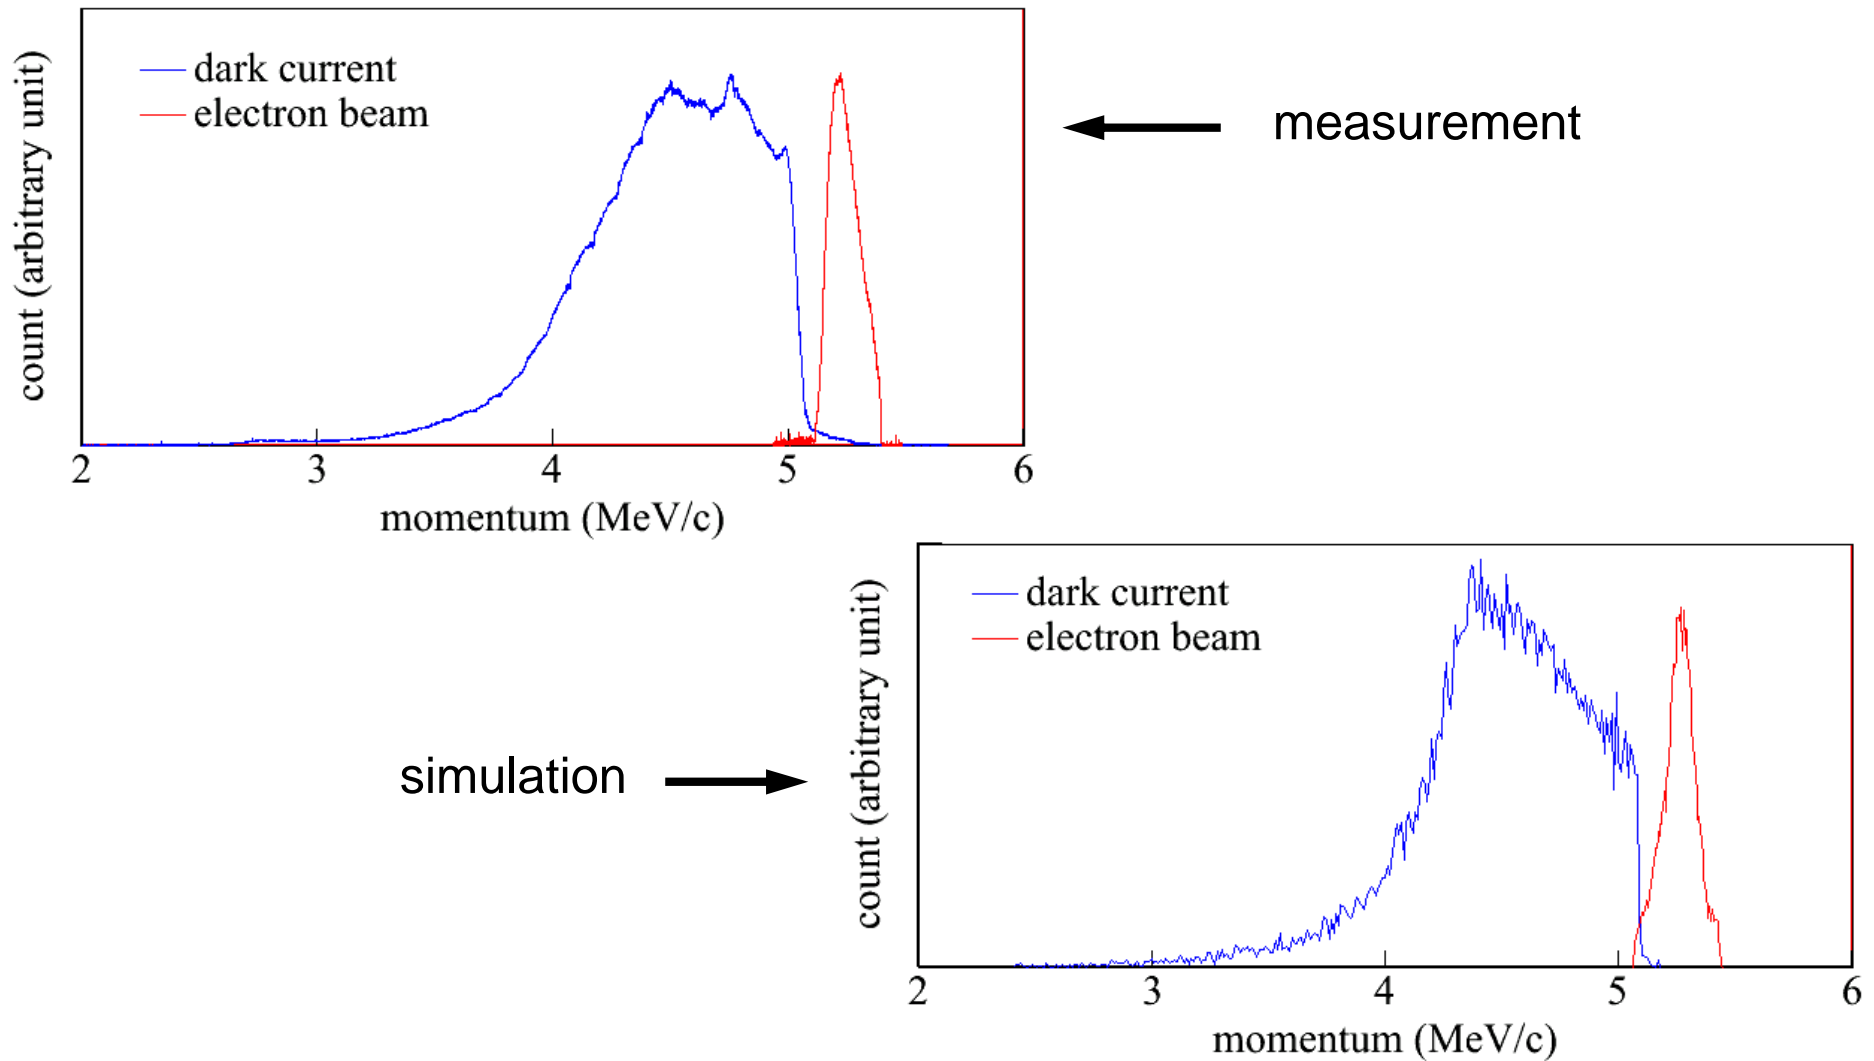 dark current
electron beam
count (arbitrary unit)
2 3 4 5 6
momentum (MeV/c)
measurement
simulation
dark current
electron beam
count (arbitrary unit)
2 3 4 5 6
momentum (MeV/c)